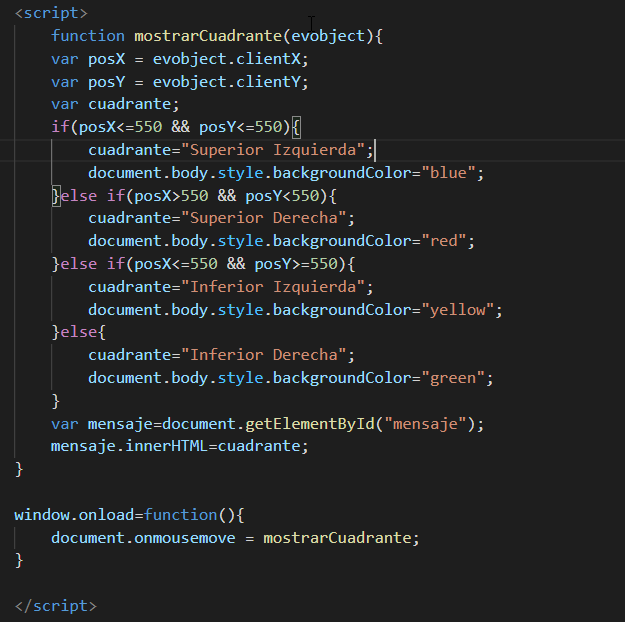 <script>
function mostrarCuadrante(evobject){
var posX = evobject.clientX;
var posY = evobject.clientY;
var cuadrante;
if(posX<=550 && posY<=550){
cuadrante="Superior Izquierda";
document.body.style.backgroundColor="blue";
}else if(posX>550 && posY<550){
cuadrante="Superior Derecha";
document.body.style.backgroundColor="red";
}else if(posX<=550 && posY>=550){
cuadrante="Inferior Izquierda";
document.body.style.backgroundColor="yellow";
}else{
cuadrante="Inferior Derecha";
document.body.style.backgroundColor="green";
}
var mensaje=document.getElementById("mensaje");
mensaje.innerHTML=cuadrante;
}
window.onload=function(){
document.onmousemove = mostrarCuadrante;
}
</script>